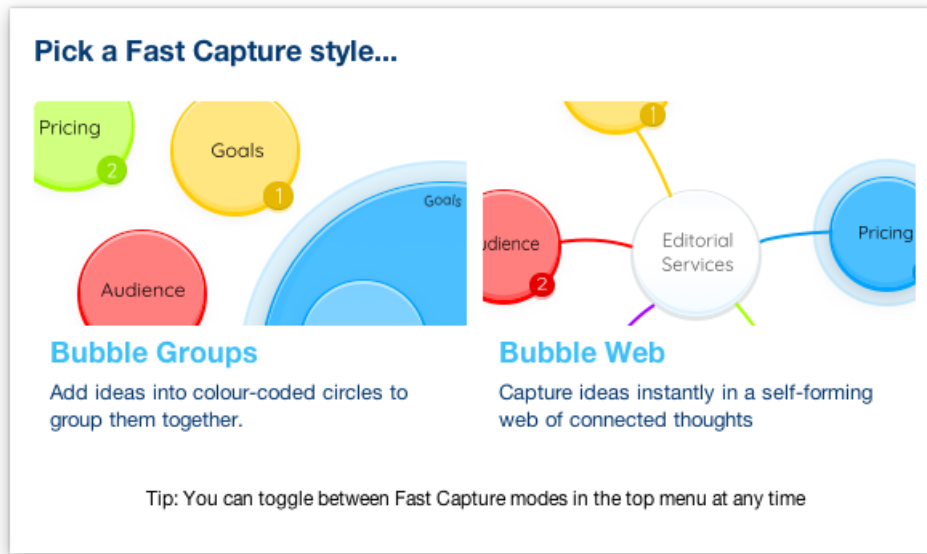 Pick a Fast Capture style...
Pricing
2
Goals
1
Goals
Audience
1
udience
2
Editorial
Services
Pricing
Bubble Groups
Add ideas into colour-coded circles to
group them together.
Bubble Web
Capture ideas instantly in a self-forming
web of connected thoughts
Tip: You can toggle between Fast Capture modes in the top menu at any time